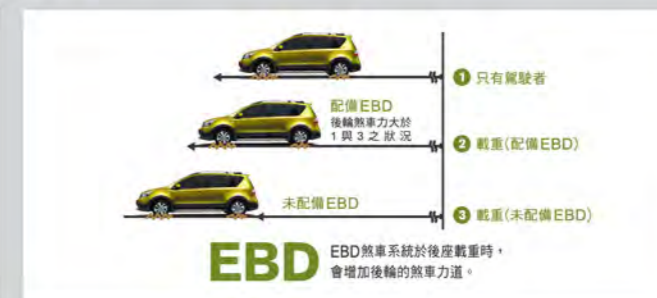 1 只有駕駛者
配備EBD
後輪煞車力大於
1與3之狀況
2 載重(配備EBD)
未配備EBD
3 載重(未配備EBD)
EBD
EBD煞車系統於後座載重時，
會增加後輪的煞車力道。